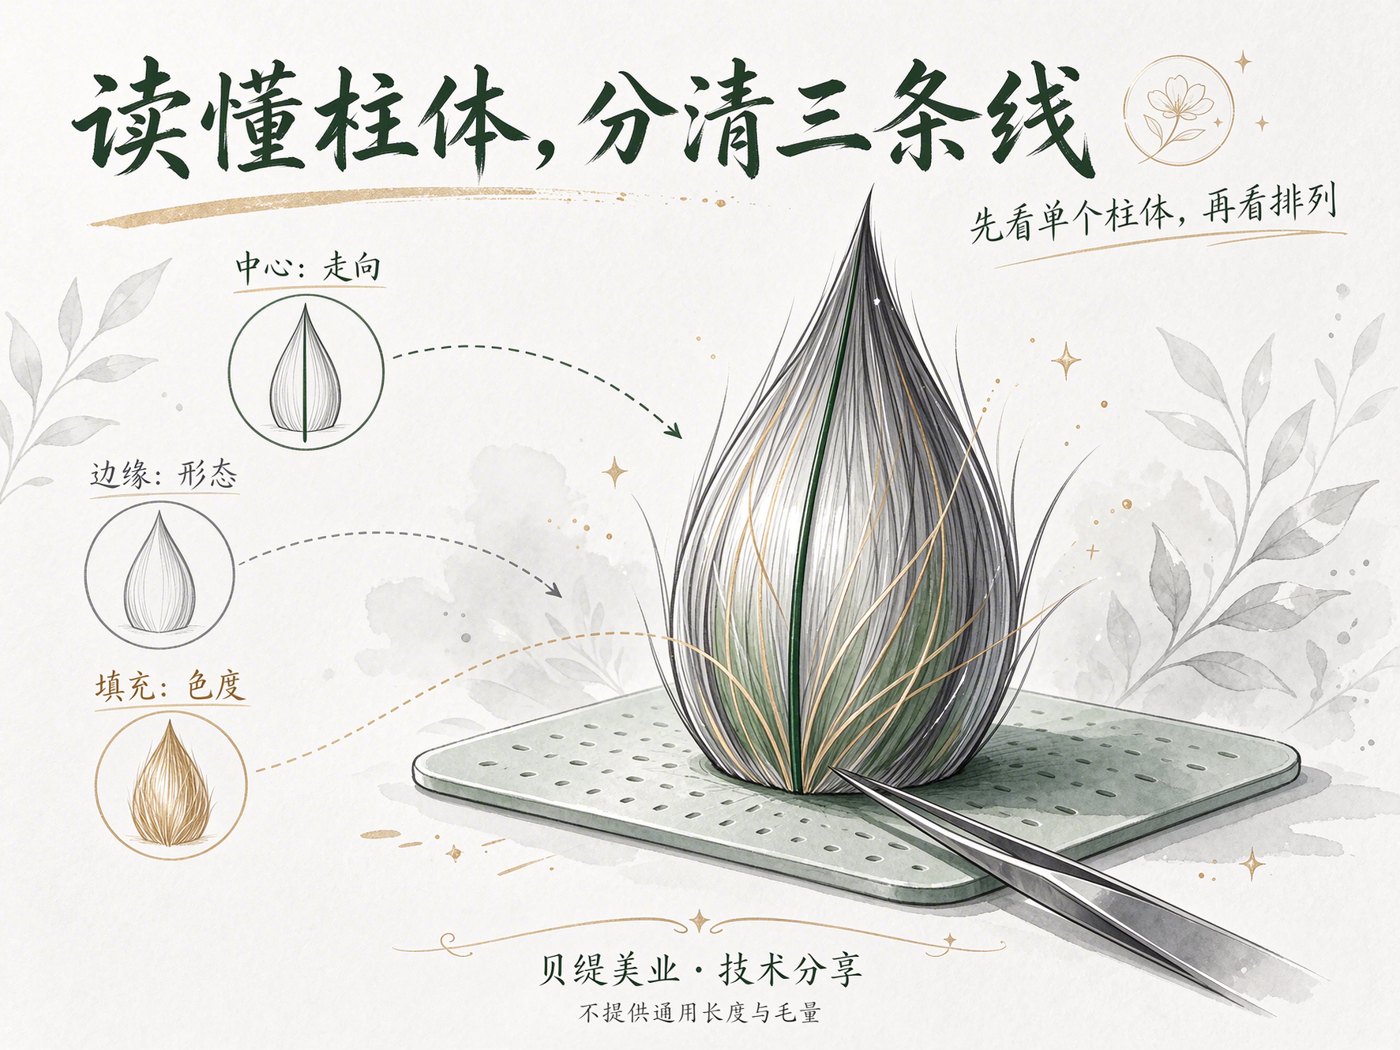 读懂柱体，分清三条线
先看单个柱体，再看排列
中心：走向
边缘：形态
填充：色度
贝缇美业·技术分享
不提供通用长度与毛量